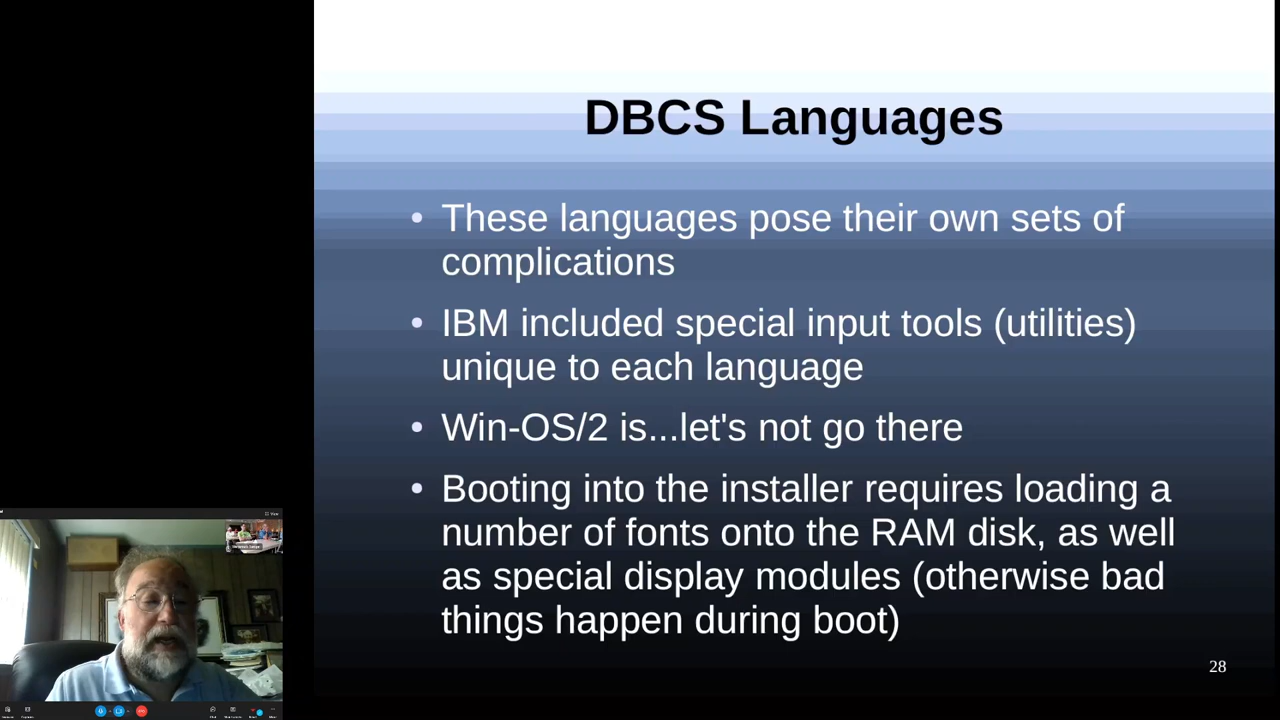 DBCS Languages
• These languages pose their own sets of
complications
• IBM included special input tools (utilities)
unique to each language
• Win-OS/2 is...let's not go there
• Booting into the installer requires loading a
number of fonts onto the RAM disk, as well
as special display modules (otherwise bad
things happen during boot)
28
View